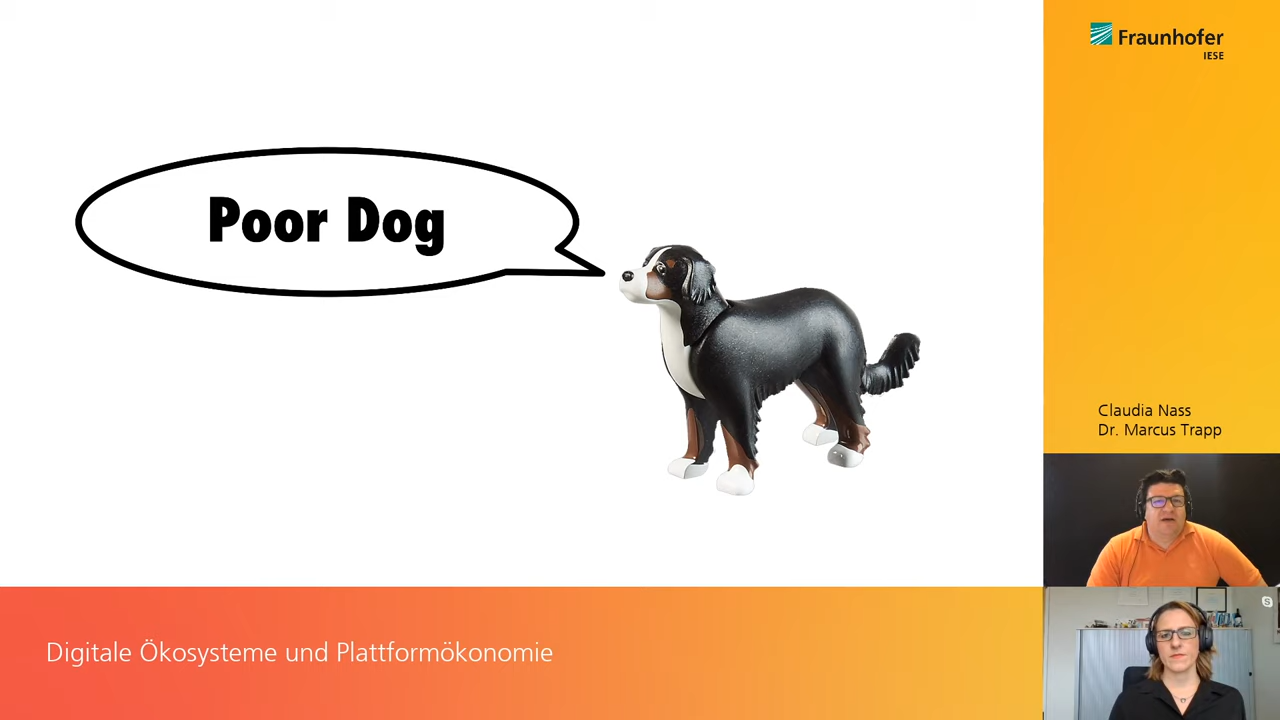 Fraunhofer
IESE
Poor Dog
Claudia Nass
Dr. Marcus Trapp
Digitale Ökosysteme und Plattformökonomie